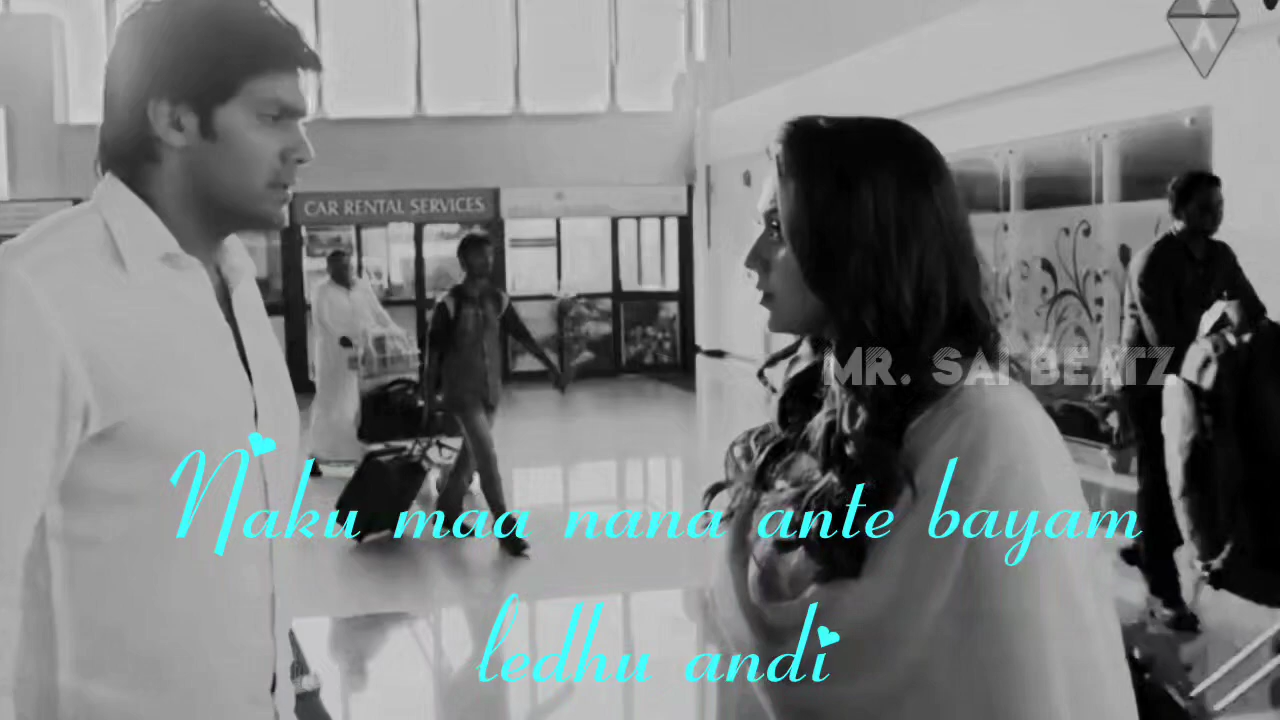 CAR RENTAL SERVICES
MR. SAI BEATZ
Naku maa nana ante bayam
ledhu andi